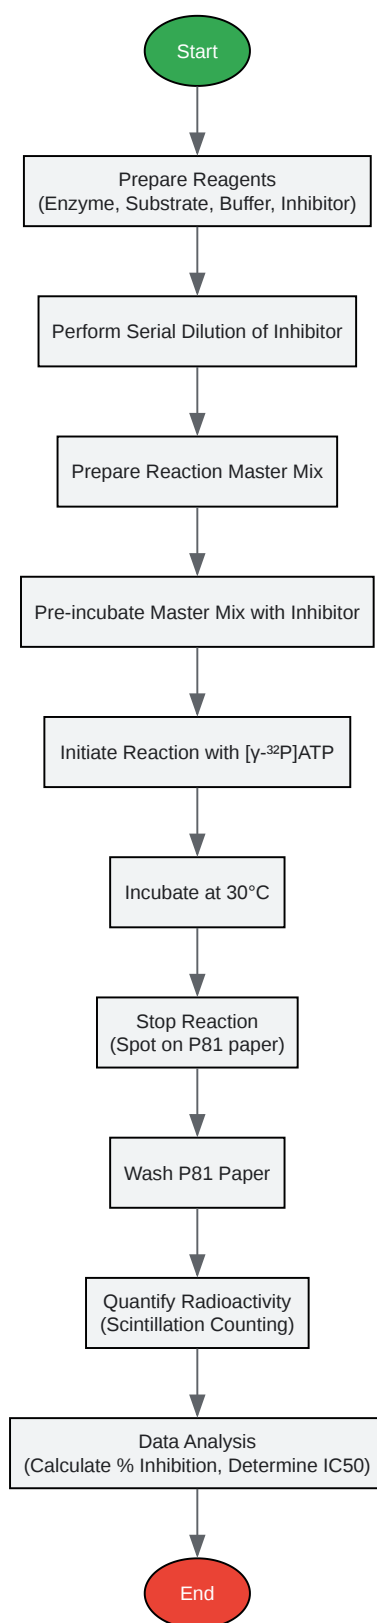 Start
Prepare Reagents
(Enzyme, Substrate, Buffer, Inhibitor)
Perform Serial Dilution of Inhibitor
Prepare Reaction Master Mix
Pre-incubate Master Mix with Inhibitor
Initiate Reaction with [γ-³²P]ATP
Incubate at 30°C
Stop Reaction
(Spot on P81 paper)
Wash P81 Paper
Quantify Radioactivity
(Scintillation Counting)
Data Analysis
(Calculate % Inhibition, Determine IC50)
End